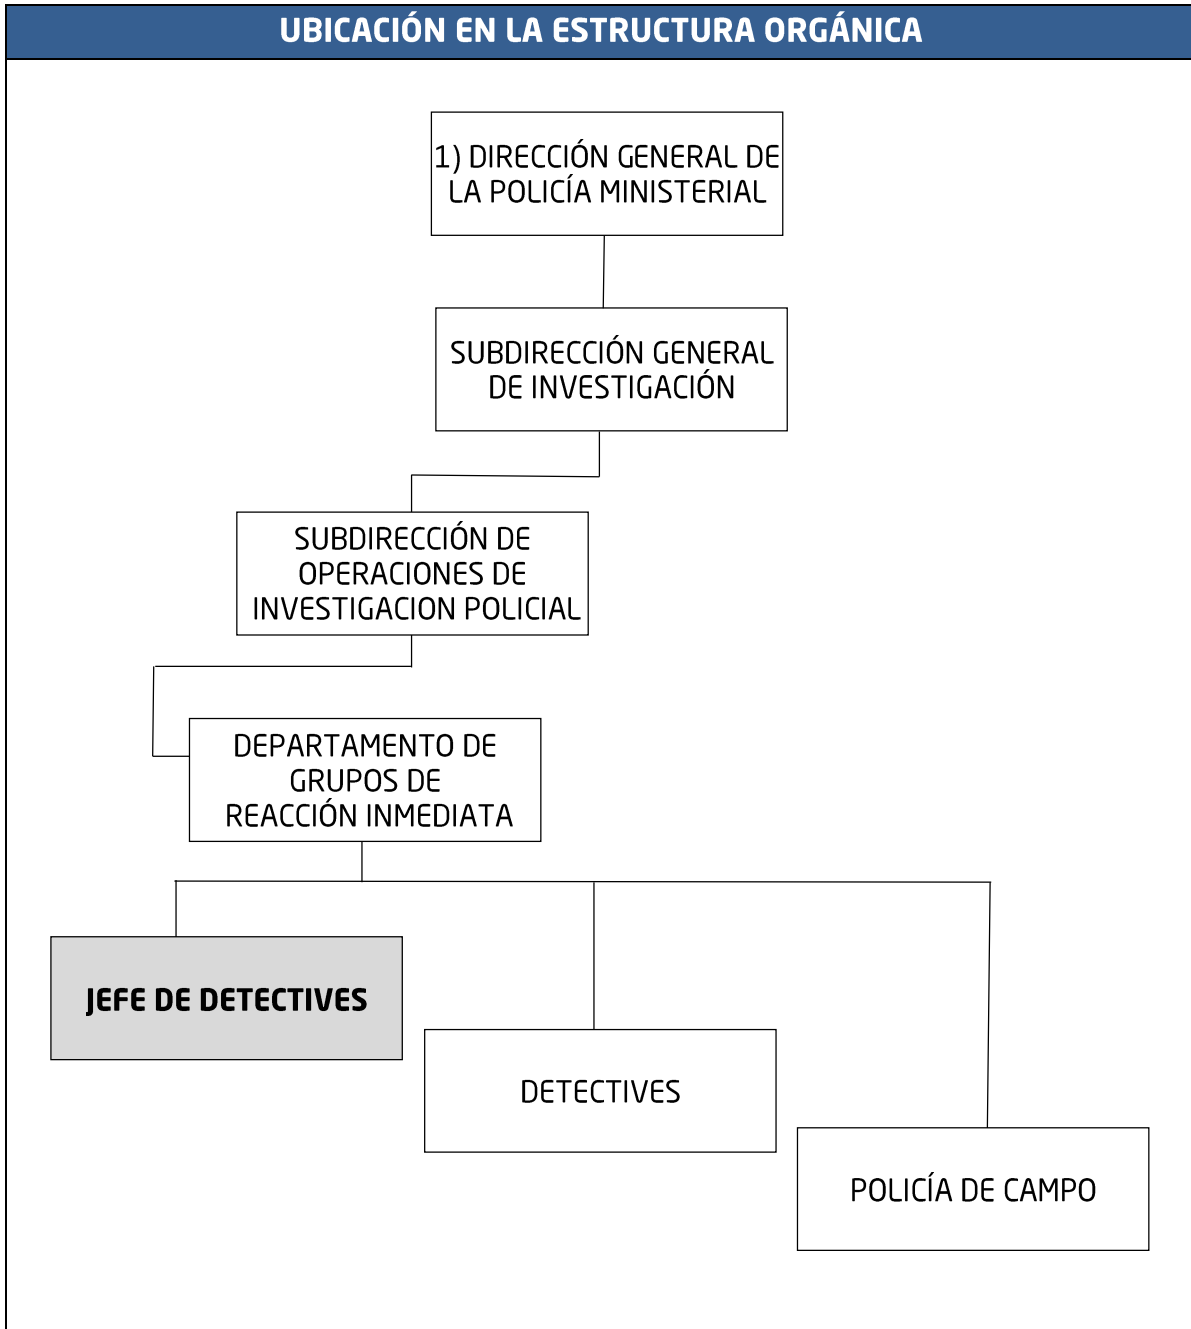 UBICACIÓN EN LA ESTRUCTURA ORGÁNICA
1) DIRECCIÓN GENERAL DE
LA POLICÍA MINISTERIAL
SUBDIRECCIÓN GENERAL
DE INVESTIGACIÓN
SUBDIRECCIÓN DE
OPERACIONES DE
INVESTIGACION POLICIAL
DEPARTAMENTO DE
GRUPOS DE
REACCIÓN INMEDIATA
JEFE DE DETECTIVES
DETECTIVES
POLICÍA DE CAMPO